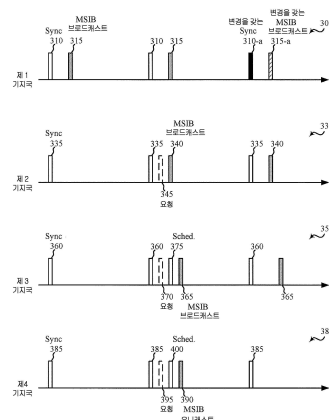 변경을 갖는
변경을 갖는 MSIB
MSIB
Sync 브로드캐스트 Sync 브로드캐스트 30
310 315 310 315 310-a 315-a
제 1
기지국
MSIB
브로드캐스트 33
Sync
335 335 340 335 340
제 2
기지국
345
요청
35
Sync Sched.
360 360 375 360
제 3
기지국
370 365 365
요청 MSIB
브로드캐스트
38
Sync Sched.
385 385 400 385
제4
기지국
395 390
요청 MSIB
유니캐스트